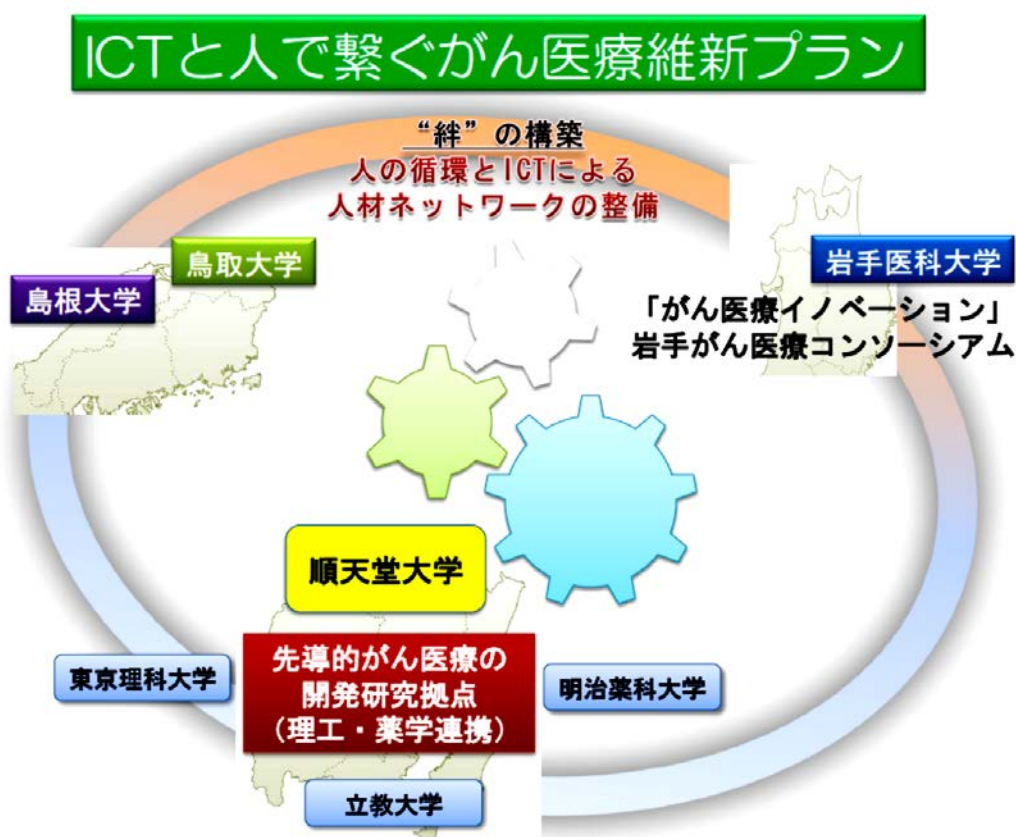 ICTと人で繋ぐがん医療維新プラン
“絆”の構築
人の循環とICTによる
人材ネットワークの整備
鳥取大学
島根大学
岩手医科大学
「がん医療イノベーション」
岩手がん医療コンソーシアム
順天堂大学
先導的がん医療の
開発研究拠点
（理工・薬学連携）
東京理科大学
明治薬科大学
立教大学